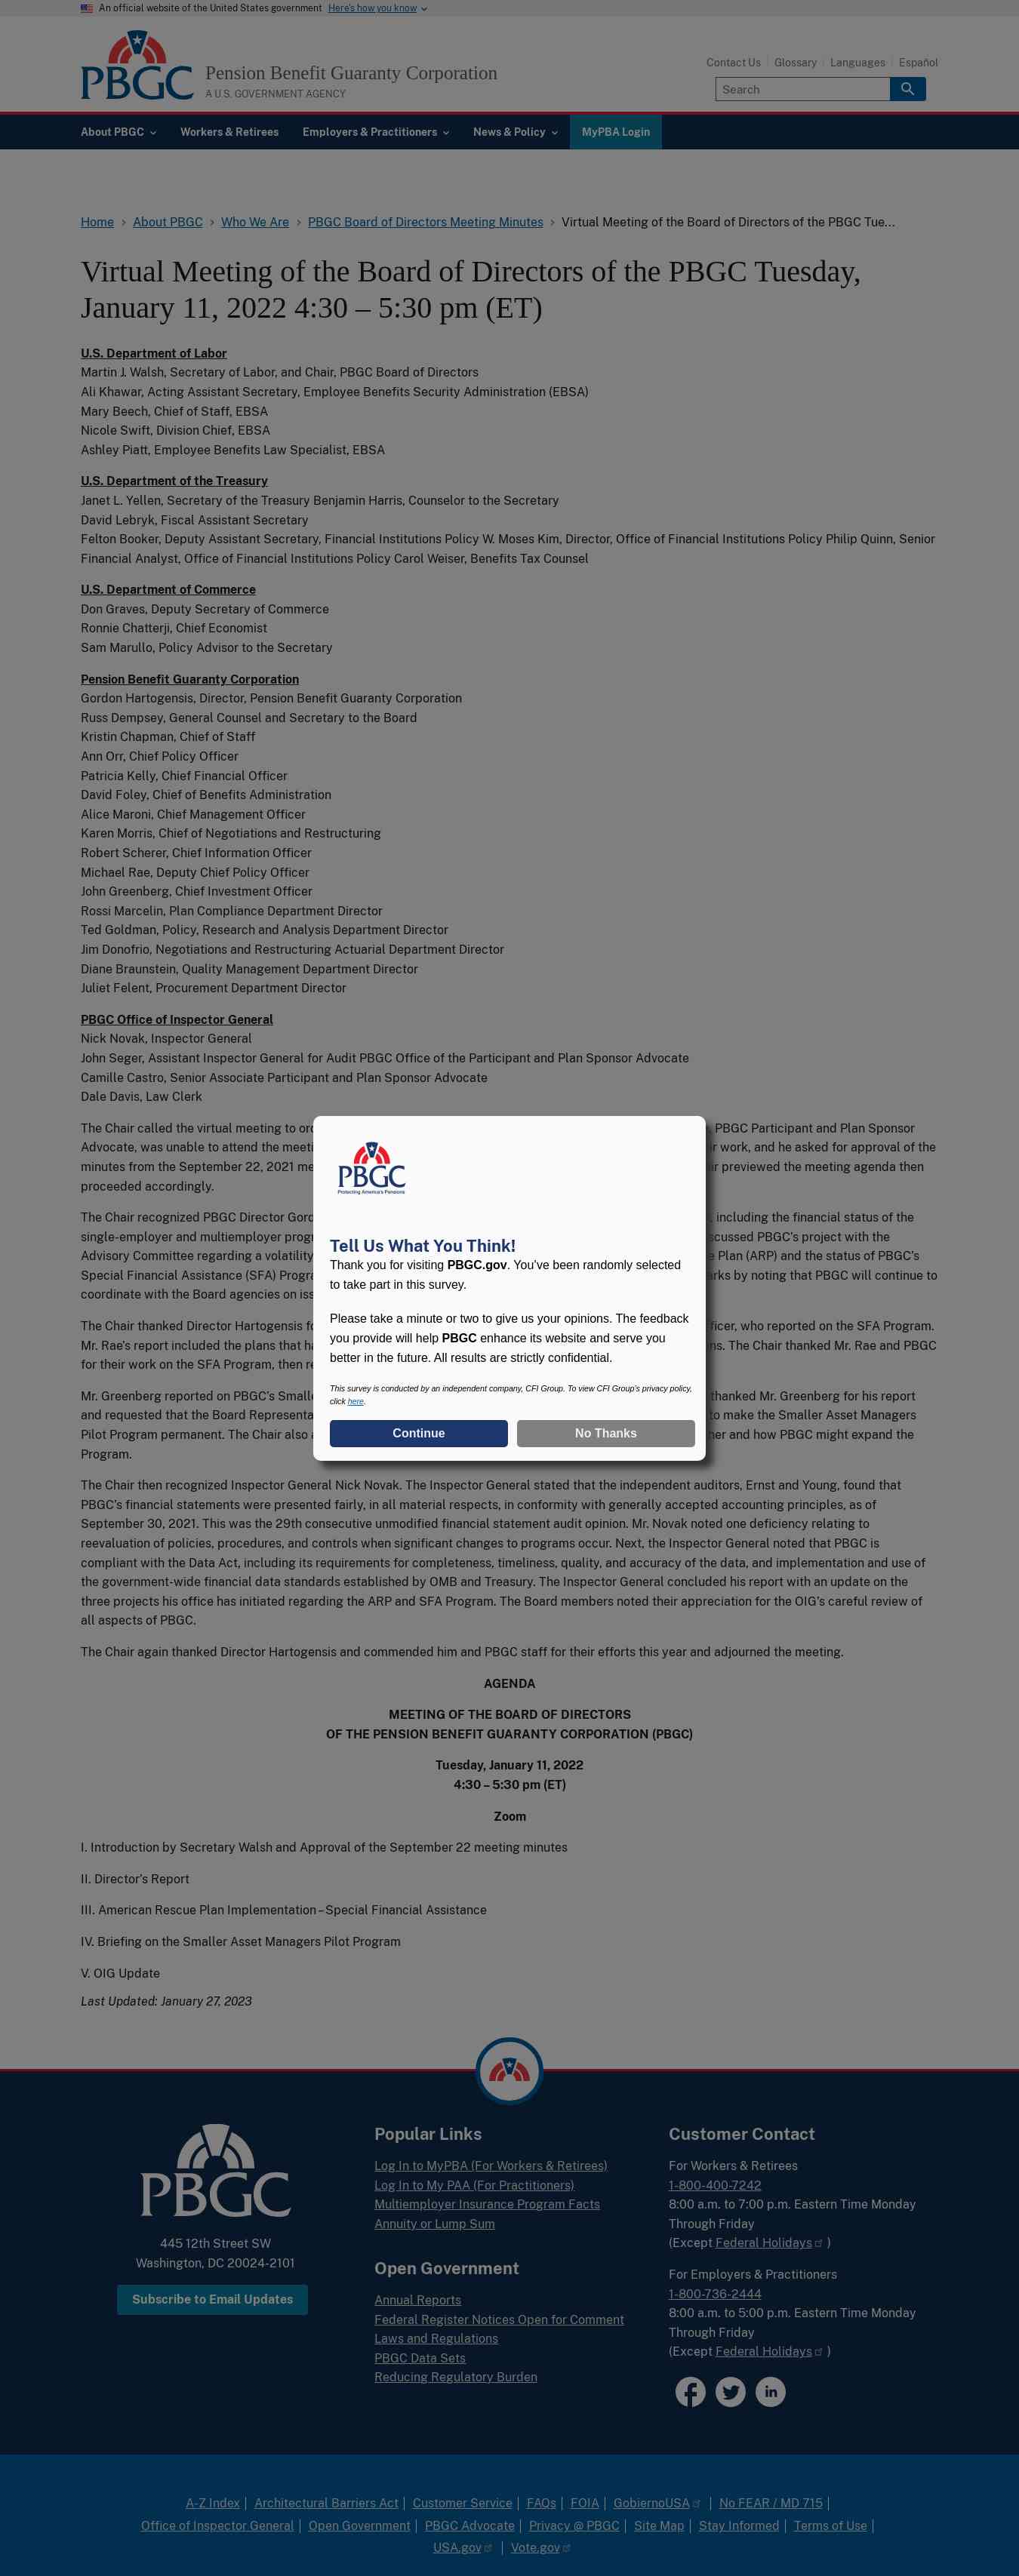 An official website of the United States government Here's how you know
PBGC
Pension Benefit Guaranty Corporation
A U.S. GOVERNMENT AGENCY
Contact Us Glossary Languages Español
Search
About PBGC Workers & Retirees Employers & Practitioners News & Policy MyPBA Login
Home About PBGC Who We Are PBGC Board of Directors Meeting Minutes Virtual Meeting of the Board of Directors of the PBGC Tue...
Virtual Meeting of the Board of Directors of the PBGC Tuesday,
January 11, 2022 4:30 – 5:30 pm (ET)
U.S. Department of Labor
Martin J. Walsh, Secretary of Labor, and Chair, PBGC Board of Directors
Ali Khawar, Acting Assistant Secretary, Employee Benefits Security Administration (EBSA)
Mary Beech, Chief of Staff, EBSA
Nicole Swift, Division Chief, EBSA
Ashley Piatt, Employee Benefits Law Specialist, EBSA
U.S. Department of the Treasury
Janet L. Yellen, Secretary of the Treasury Benjamin Harris, Counselor to the Secretary
David Lebryk, Fiscal Assistant Secretary
Felton Booker, Deputy Assistant Secretary, Financial Institutions Policy W. Moses Kim, Director, Office of Financial Institutions Policy Philip Quinn, Senior
Financial Analyst, Office of Financial Institutions Policy Carol Weiser, Benefits Tax Counsel
U.S. Department of Commerce
Don Graves, Deputy Secretary of Commerce
Ronnie Chatterji, Chief Economist
Sam Marullo, Policy Advisor to the Secretary
Pension Benefit Guaranty Corporation
Gordon Hartogensis, Director, Pension Benefit Guaranty Corporation
Russ Dempsey, General Counsel and Secretary to the Board
Kristin Chapman, Chief of Staff
Ann Orr, Chief Policy Officer
Patricia Kelly, Chief Financial Officer
David Foley, Chief of Benefits Administration
Alice Maroni, Chief Management Officer
Karen Morris, Chief of Negotiations and Restructuring
Robert Scherer, Chief Information Officer
Michael Rae, Deputy Chief Policy Officer
John Greenberg, Chief Investment Officer
Rossi Marcelin, Plan Compliance Department Director
Ted Goldman, Policy, Research and Analysis Department Director
Jim Donofrio, Negotiations and Restructuring Actuarial Department Director
Diane Braunstein, Quality Management Department Director
Juliet Felent, Procurement Department Director
PBGC Office of Inspector General
Nick Novak, Inspector General
John Seger, Assistant Inspector General for Audit PBGC Office of the Participant and Plan Sponsor Advocate
Camille Castro, Senior Associate Participant and Plan Sponsor Advocate
Dale Davis, Law Clerk
The Chair called the virtual meeting to PBGC Participant and Plan Sponsor
Advocate, was unable to attend the work, and he asked for approval of the
minutes from the September 22, 2021 previewed the meeting agenda then
proceeded accordingly.
The Chair recognized PBGC Director including the financial status of the
single-employer and multiemployer PBGC's project with the
Advisory Committee regarding a volatility Plan (ARP) and the status of PBGC's
Special Financial Assistance (SFA) by noting that PBGC will continue to
coordinate with the Board agencies on
The Chair thanked Director Hartogensis who reported on the SFA Program.
Mr. Rae's report included the plans that The Chair thanked Mr. Rae and PBGC
for their work on the SFA Program, then
Mr. Greenberg reported on PBGC's thanked Mr. Greenberg for his report
and requested that the Board to make the Smaller Asset Managers
Pilot Program permanent. The Chair also and how PBGC might expand the
Program.
PBGC
Protecting America's Pensions
Tell Us What You Think!
Thank you for visiting PBGC.gov. You've been randomly selected
to take part in this survey.
Please take a minute or two to give us your opinions. The feedback
you provide will help PBGC enhance its website and serve you
better in the future. All results are strictly confidential.
This survey is conducted by an independent company, CFI Group. To view CFI Group's privacy policy,
click here.
Continue No Thanks
The Chair then recognized Inspector General Nick Novak. The Inspector General stated that the independent auditors, Ernst and Young, found that
PBGC's financial statements were presented fairly, in all material respects, in conformity with generally accepted accounting principles, as of
September 30, 2021. This was the 29th consecutive unmodified financial statement audit opinion. Mr. Novak noted one deficiency relating to
reevaluation of policies, procedures, and controls when significant changes to programs occur. Next, the Inspector General noted that PBGC is
compliant with the Data Act, including its requirements for completeness, timeliness, quality, and accuracy of the data, and implementation and use of
the government-wide financial data standards established by OMB and Treasury. The Inspector General concluded his report with an update on the
three projects his office has initiated regarding the ARP and SFA Program. The Board members noted their appreciation for the OIG's careful review of
all aspects of PBGC.
The Chair again thanked Director Hartogensis and commended him and PBGC staff for their efforts this year and adjourned the meeting.
AGENDA
MEETING OF THE BOARD OF DIRECTORS
OF THE PENSION BENEFIT GUARANTY CORPORATION (PBGC)
Tuesday, January 11, 2022
4:30 – 5:30 pm (ET)
Zoom
I. Introduction by Secretary Walsh and Approval of the September 22 meeting minutes
II. Director's Report
III. American Rescue Plan Implementation – Special Financial Assistance
IV. Briefing on the Smaller Asset Managers Pilot Program
V. OIG Update
Last Updated: January 27, 2023
PBGC
445 12th Street SW
Washington, DC 20024-2101
Subscribe to Email Updates
Popular Links
Log In to MyPBA (For Workers & Retirees)
Log In to My PAA (For Practitioners)
Multiemployer Insurance Program Facts
Annuity or Lump Sum
Open Government
Annual Reports
Federal Register Notices Open for Comment
Laws and Regulations
PBGC Data Sets
Reducing Regulatory Burden
Customer Contact
For Workers & Retirees
1-800-400-7242
8:00 a.m. to 7:00 p.m. Eastern Time Monday
Through Friday
(Except Federal Holidays )
For Employers & Practitioners
1-800-736-2444
8:00 a.m. to 5:00 p.m. Eastern Time Monday
Through Friday
(Except Federal Holidays )
in
A-Z Index | Architectural Barriers Act | Customer Service | FAQs | FOIA | GobiernoUSA | No FEAR / MD 715 |
Office of Inspector General | Open Government | PBGC Advocate | Privacy @ PBGC | Site Map | Stay Informed | Terms of Use |
USA.gov | Vote.gov